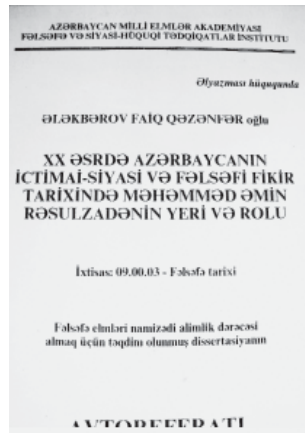 AZƏRBAYCAN MİLLİ ELMLƏR AKADEMİYASI
FƏLSƏFƏ VƏ SİYASİ-HÜQUQİ TƏDQİQATLAR İNSTİTUTU
Əlyazması hüququnda
ƏLƏKBƏROV FAİQ QƏZƏNFƏR oğlu
XX ƏSRDƏ AZƏRBAYCANIN
İCTİMAİ-SİYASİ VƏ FƏLSƏFİ FİKİR
TARİXİNDƏ MƏHƏMMƏD ƏMİN
RƏSULZADƏNİN YERİ VƏ ROLU
İxtisas: 09.00.03 - Fəlsəfə tarixi
Fəlsəfə elmləri namizədi alimlik dərəcəsi
almaq üçün təqdim olunmuş dissertasiyanın
AVTOREFERATI